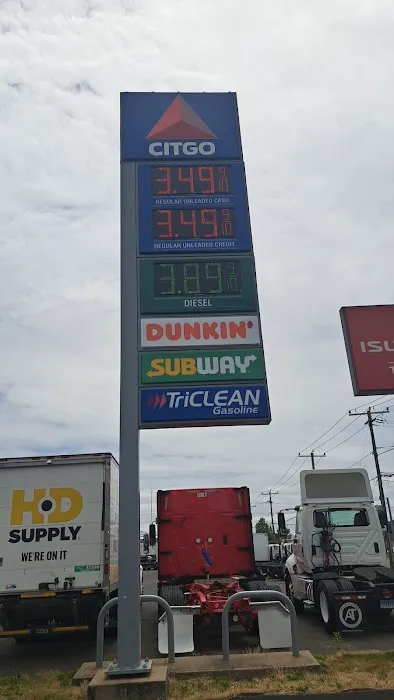 CITGO
3.49 9/10
REGULAR UNLEADED CASH
3.49 9/10
REGULAR UNLEADED CREDIT
3.89 9/10
DIESEL
DUNKIN'
SUBWAY
TriCLEAN
Gasoline
ISU
T
HD
SUPPLY
WE'RE ON IT
A